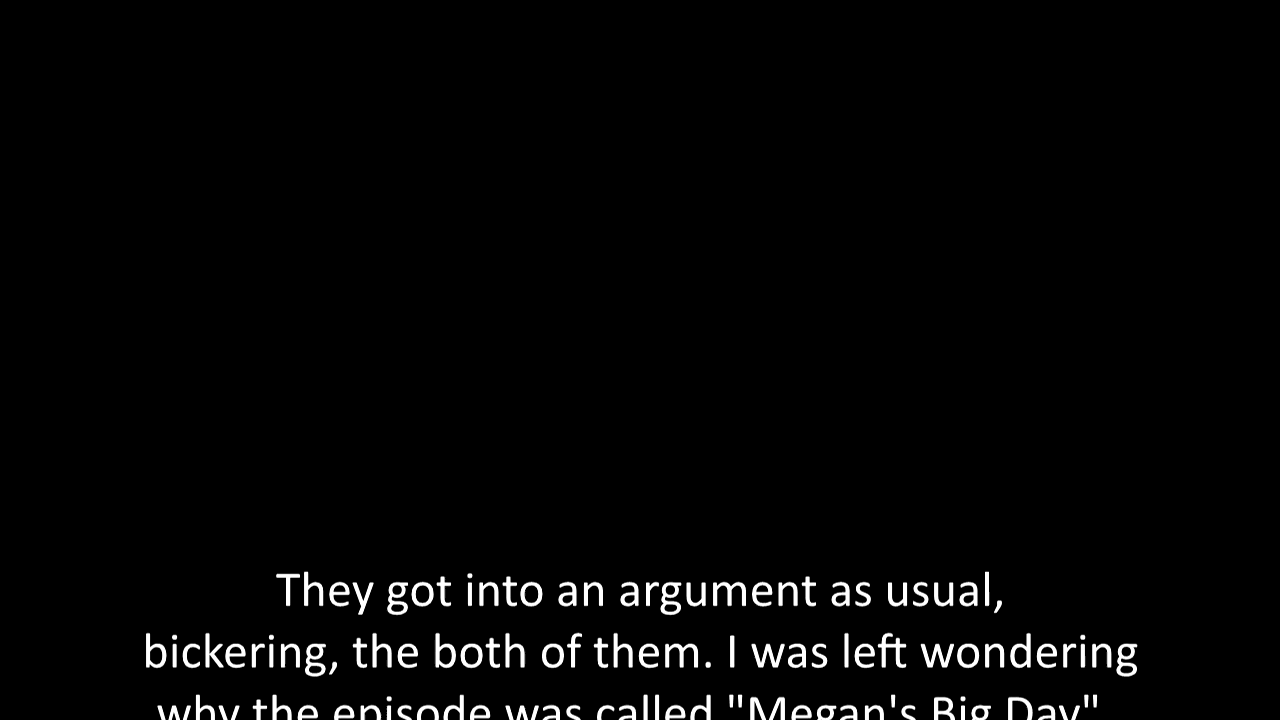 They got into an argument as usual,
bickering, the both of them. I was left wondering
why the episode was called "Megan's Big Day"